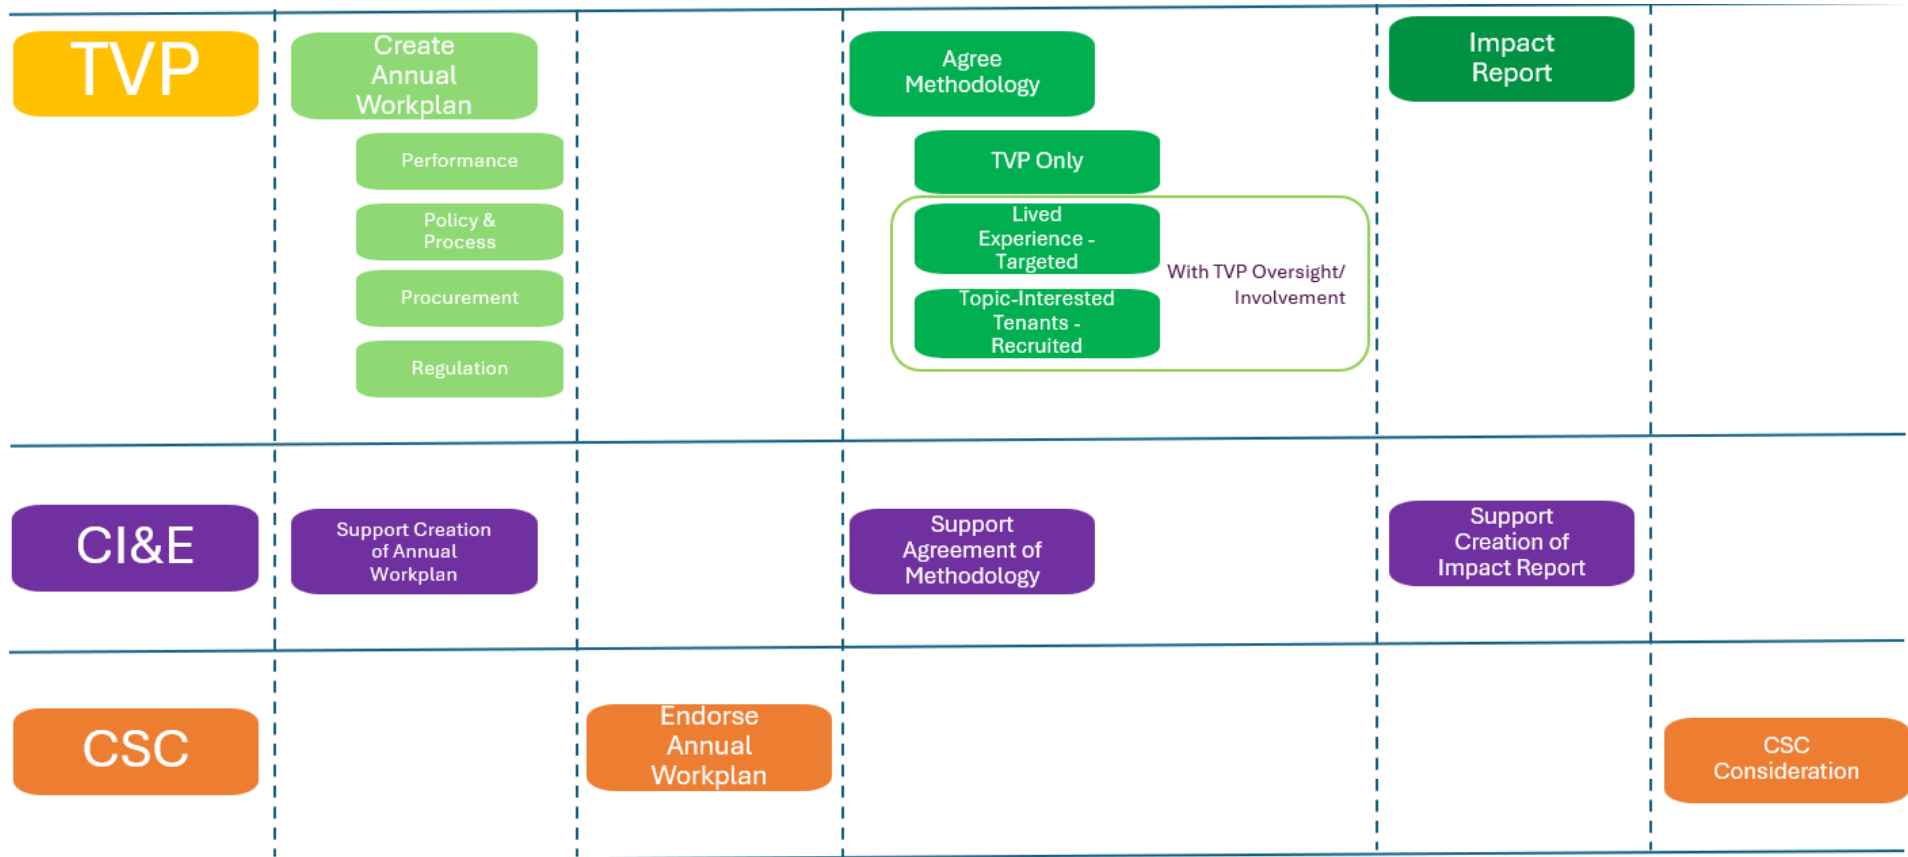 TVP
Create
Annual
Workplan
Performance
Policy &
Process
Procurement
Regulation
Agree
Methodology
TVP Only
Lived
Experience -
Targeted
Topic-Interested
Tenants -
Recruited
With TVP Oversight/
Involvement
Impact
Report
CI&E
Support Creation
of Annual
Workplan
Support
Agreement of
Methodology
Support
Creation of
Impact Report
CSC
Endorse
Annual
Workplan
CSC
Consideration